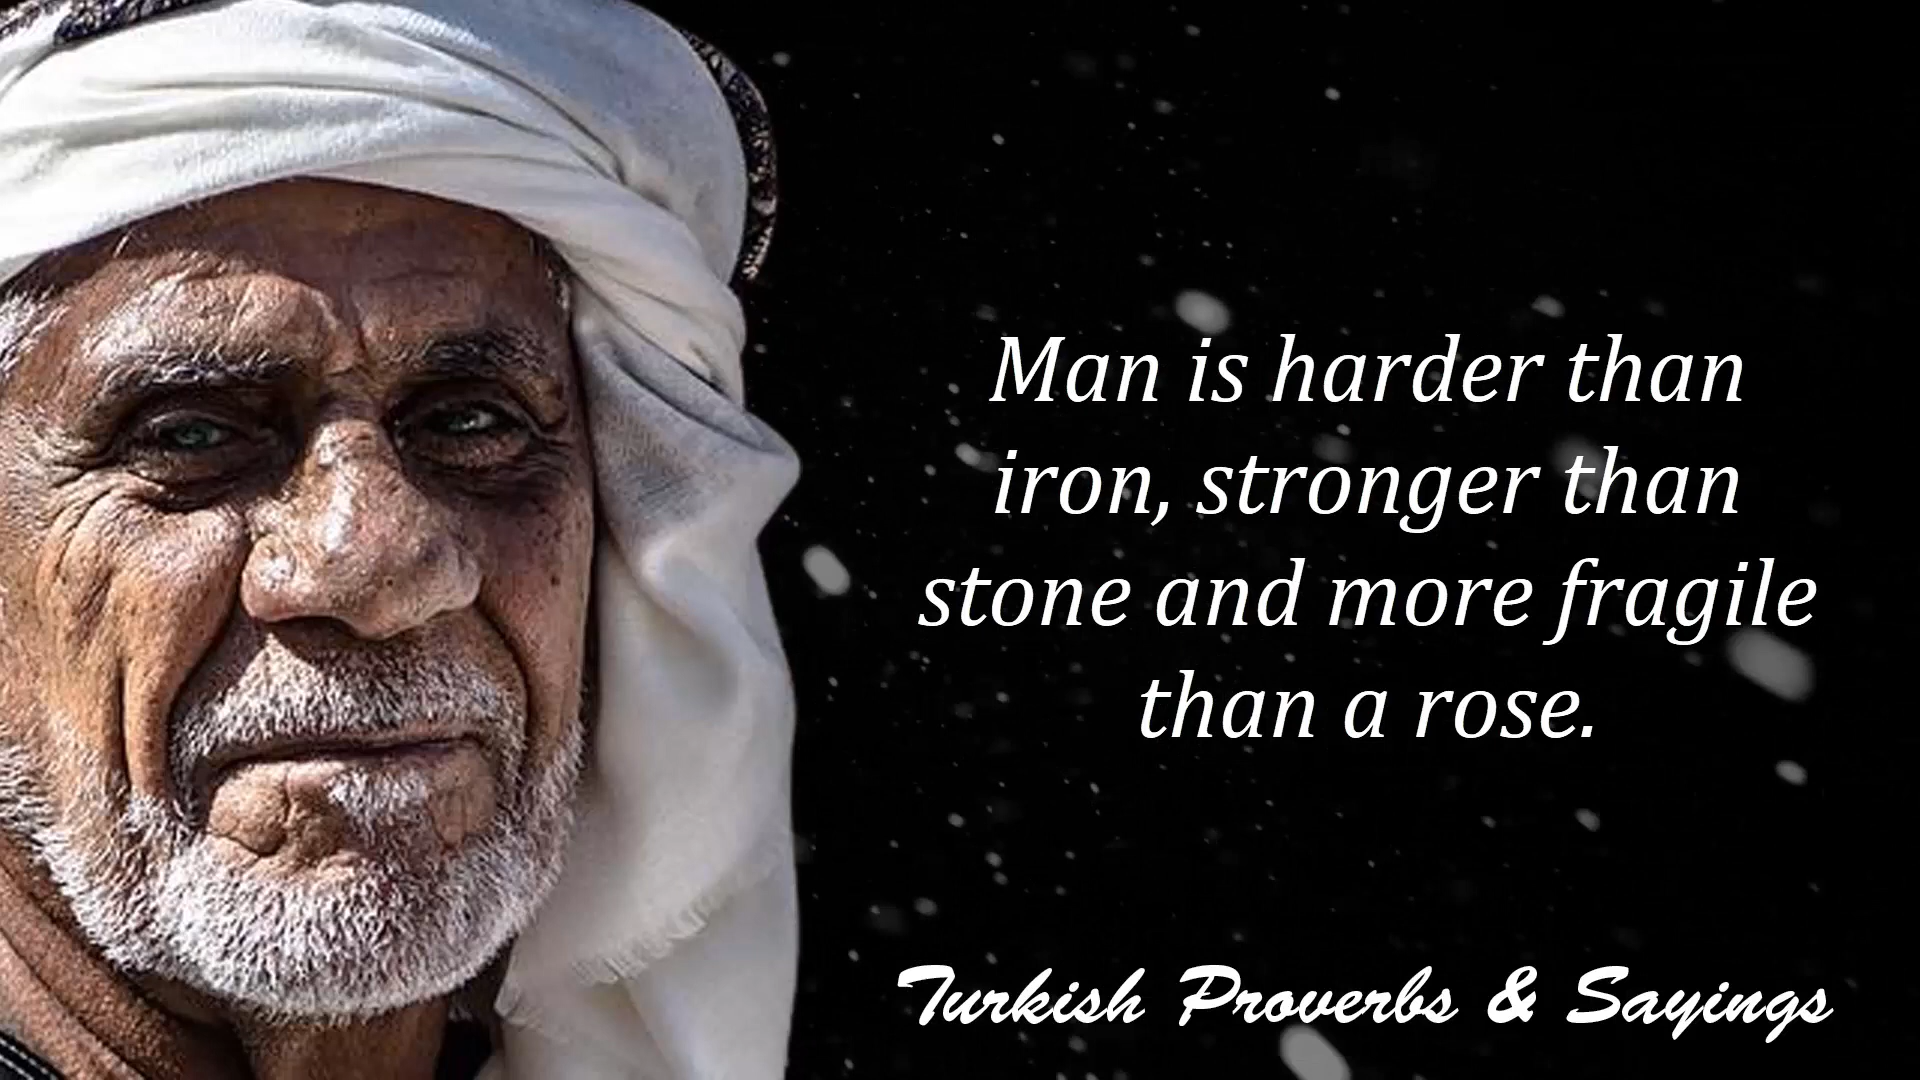 Man is harder than
iron, stronger than
stone and more fragile
than a rose.
Turkish Proverbs & Sayings